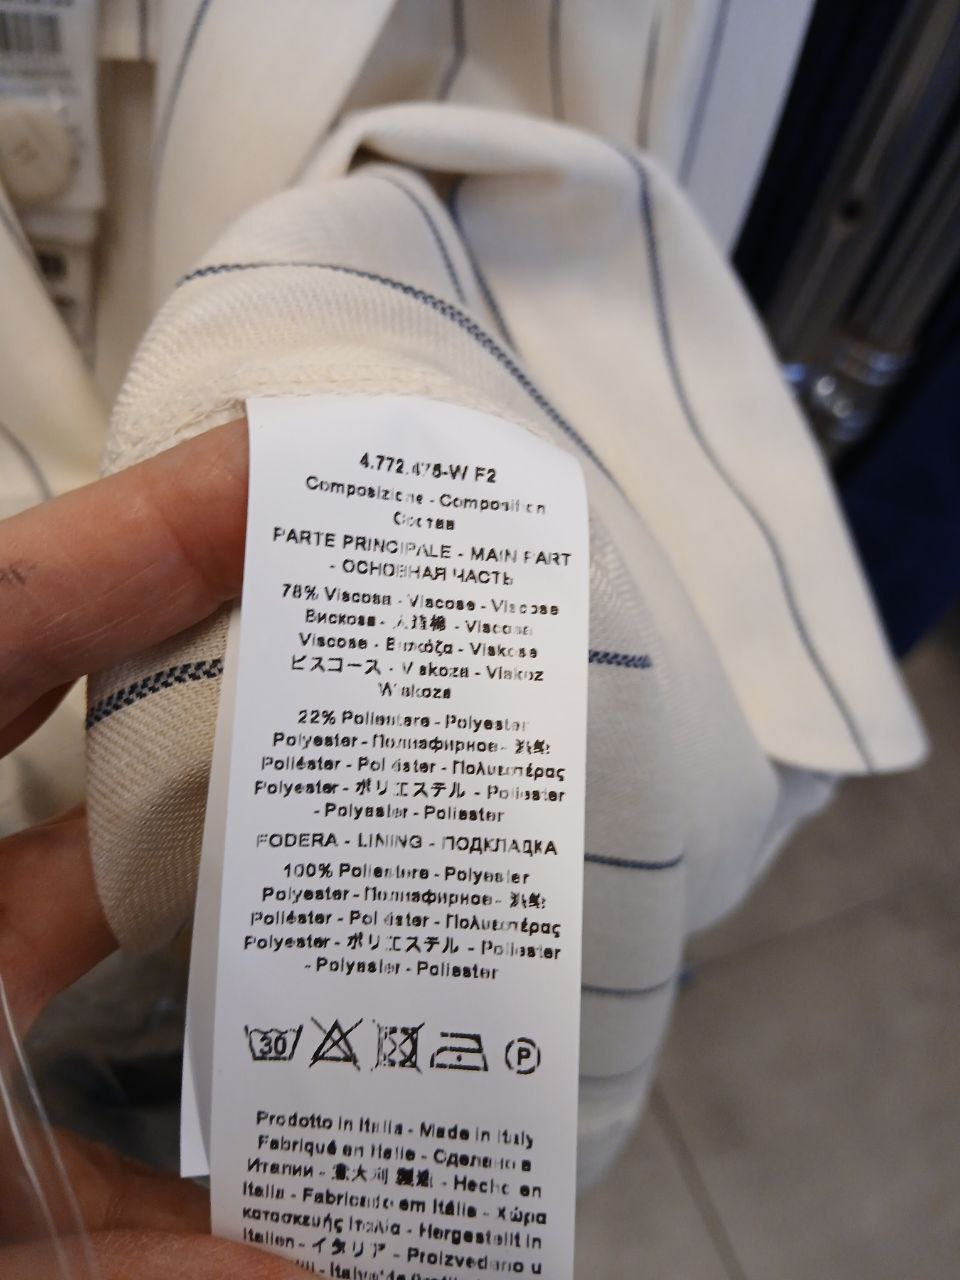 4.772.475-W F2
Composizione - Composition
Состав
PARTE PRINCIPALE - MAIN PART
- ОСНОВНАЯ ЧАСТЬ
78% Viscosa - Viscose - Viscose
Вискоза - 人造棉 - Viscosa
Viscose - Βισκόζα - Viskose
ビスコース - Viskoza - Viskoz
Wiskoza
22% Poliestere - Polyester
Polyester - Полиэфирное -
Poliéster - Poliéster - Πολυεστέρας
Polyester - ポリエステル - Poliester
- Polyester - Poliester
FODERA - LINING - ПОДКЛАДКА
100% Poliestere - Polyester
Polyester - Полиэфирное -
Poliéster - Poliéster - Πολυεστέρας
Polyester - ポリエステル - Poliester
- Polyester - Poliester
30 P
Prodotto in Italia - Made in Italy
Fabriqué en Italie - Сделано в
Италии - 意大利 製造 - Hecho en
Italia - Fabricado em Itália - Χώρα
κατασκευής Ιταλία - Hergestellt in
Italien - イタリア - Proizvedeno u